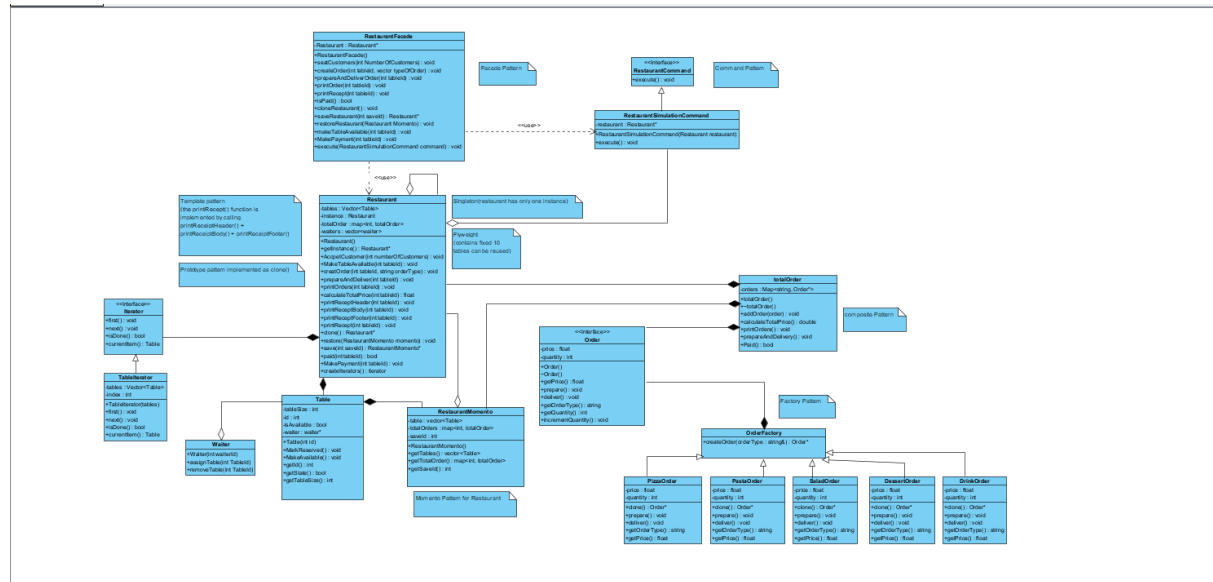 RestaurantFacade
-Restaurant : Restaurant*
+RestaurantFacade()
+seatCustomers(int NumberOfCustomers) : void
+createOrder(int tableId, vector typeOfOrder) : void
+prepareAndDeliverOrder(int tableId) : void
+printOrder(int tableId) : void
+printRecept(int tableId) : void
+isPaid() : bool
+cloneRestaurant() : void
+saveRestaurant(int saveId) : Restaurant*
+restoreRestaurant(Restaurant Momento) : void
+makeTableAvailable(int tableId) : void
+MakePayment(int tableId) : void
+execute(RestaurantSimulationCommand command) : void
Facade Pattern
<<Interface>>
RestaurantCommand
+execute() : void
Command Pattern
<<use>>
RestaurantSimulationCommand
-restaurant : Restaurant*
+RestaurantSimulationCommand(Restaurant restaurant)
+execute() : void
<<use>>
Template pattern
(the printRecept() function is
implemented by calling
printReceiptHeader() +
printReceiptBody() + printReceiptFooter)
Prototype pattern implemented as clone()
Restaurant
-tables : Vector<Table>
-instance : Restaurant
-totalOrder : map<int, totalOrder>
-waiters : vector<waiter>
+Restaurant()
+getInstance() : Restaurant*
+AccpetCustomer(int numberOfCustomers) : void
+MakeTableAvailable(int tableId) : void
+creatOrder(int tableId, string orderType) : void
+prepareAndDeliver(int tableId) : void
+printOrders(int tableId) : void
+calculateTotalPrice(int tableId) : float
+printReceptHeader(int tableId) : void
+printReceptBody(int tableId) : void
+printReceptFooter(int tableId) : void
+printRecept(int tableId) : void
+clone() : Restaurant*
+restore(RestaurantMomento momento) : void
+save(int saveId) : RestaurantMomento*
+paid(int tableId) : bool
+MakePayment(int tableId) : void
+createIterators() : Iterator
Singleton(restaurant has only one instance)
Flyweight
(contains fixed 10
tables can be reused)
<<Interface>>
Iterator
+first() : void
+next() : void
+isDone() : bool
+currentItem() : Table
TableIterator
-tables : Vector<Table>
-index : int
+TableIterator(tables)
+first() : void
+next() : void
+isDone() : bool
+currentItem() : Table
Waiter
+Waiter(int waiterId)
+assignTable(int TableId)
+removeTable(int TableId)
Table
-tableSize : int
-id : int
-isAvailable : bool
-waiter : waiter*
+Table(int id)
+MarkReserved() : void
+MakeAvailable() : void
+getId() : int
+getState() : bool
+getTableSize() : int
RestaurantMomento
-table : vector<Table>
-totalOrders : map<int, totalOrder>
-saveId : int
+RestaurantMomento()
+getTables() : vector<Table>
+getTotalOrder() : map<int, totalOrder>
+getSaveId() : int
Momento Pattern for Restaurant
<<Interface>>
Order
-price : float
-quantity : int
+Order()
~Order()
+getPrice() : float
+prepare() : void
+deliver() : void
+getOrderType() : string
+getQuantity() : int
+incrementQuantity() : void
totalOrder
-orders : Map<string, Order*>
+totalOrder()
+~totalOrder()
+addOrder(order) : void
+calculateTotalPrice() : double
+printOrders() : void
+prepareAndDelivery() : void
+Paid() : bool
composite Pattern
Factory Pattern
OrderFactory
+createOrder(orderType : string&) : Order*
PizzaOrder
-price : float
-quantity : int
+clone() : Order*
+prepare() : void
+deliver() : void
+getOrderType() : string
+getPrice() : float
PastaOrder
-price : float
-quantity : int
+clone() : Order*
+prepare() : void
+deliver() : void
+getOrderType() : string
+getPrice() : float
SaladOrder
-price : float
-quantity : int
+clone() : Order*
+prepare() : void
+deliver() : void
+getOrderType() : string
+getPrice() : float
DessertOrder
-price : float
-quantity : int
+clone() : Order*
+prepare() : void
+deliver() : void
+getOrderType() : string
+getPrice() : float
DrinkOrder
-price : float
-quantity : int
+clone() : Order*
+prepare() : void
+deliver() : void
+getOrderType() : string
+getPrice() : float